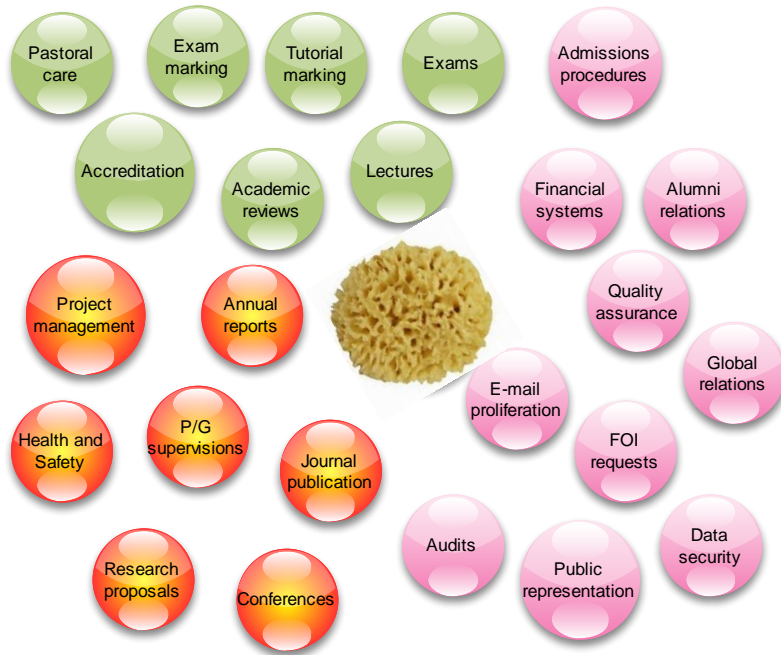 Pastoral
care
Exam
marking
Tutorial
marking
Exams
Admissions
procedures
Accreditation
Academic
reviews
Lectures
Financial
systems
Alumni
relations
Project
management
Annual
reports
Quality
assurance
Global
relations
E-mail
proliferation
Health and
Safety
P/G
supervisions
Journal
publication
FOI
requests
Research
proposals
Conferences
Audits
Public
representation
Data
security